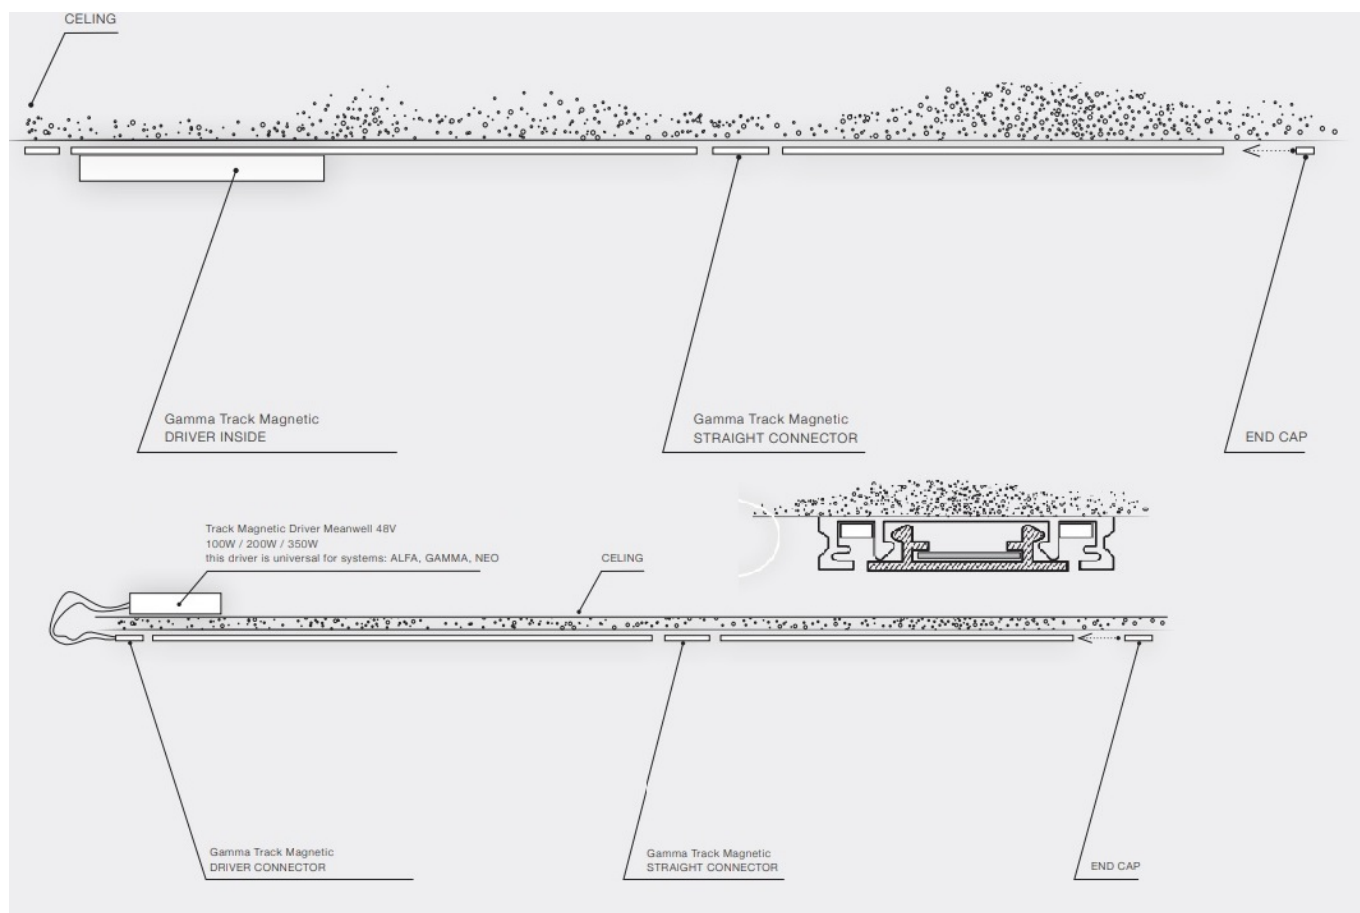 CELING
Gamma Track Magnetic
DRIVER INSIDE
Gamma Track Magnetic
STRAIGHT CONNECTOR
END CAP
Track Magnetic Driver Meanwell 48V
100W / 200W / 350W
this driver is universal for systems: ALFA, GAMMA, NEO
CELING
Gamma Track Magnetic
DRIVER CONNECTOR
Gamma Track Magnetic
STRAIGHT CONNECTOR
END CAP